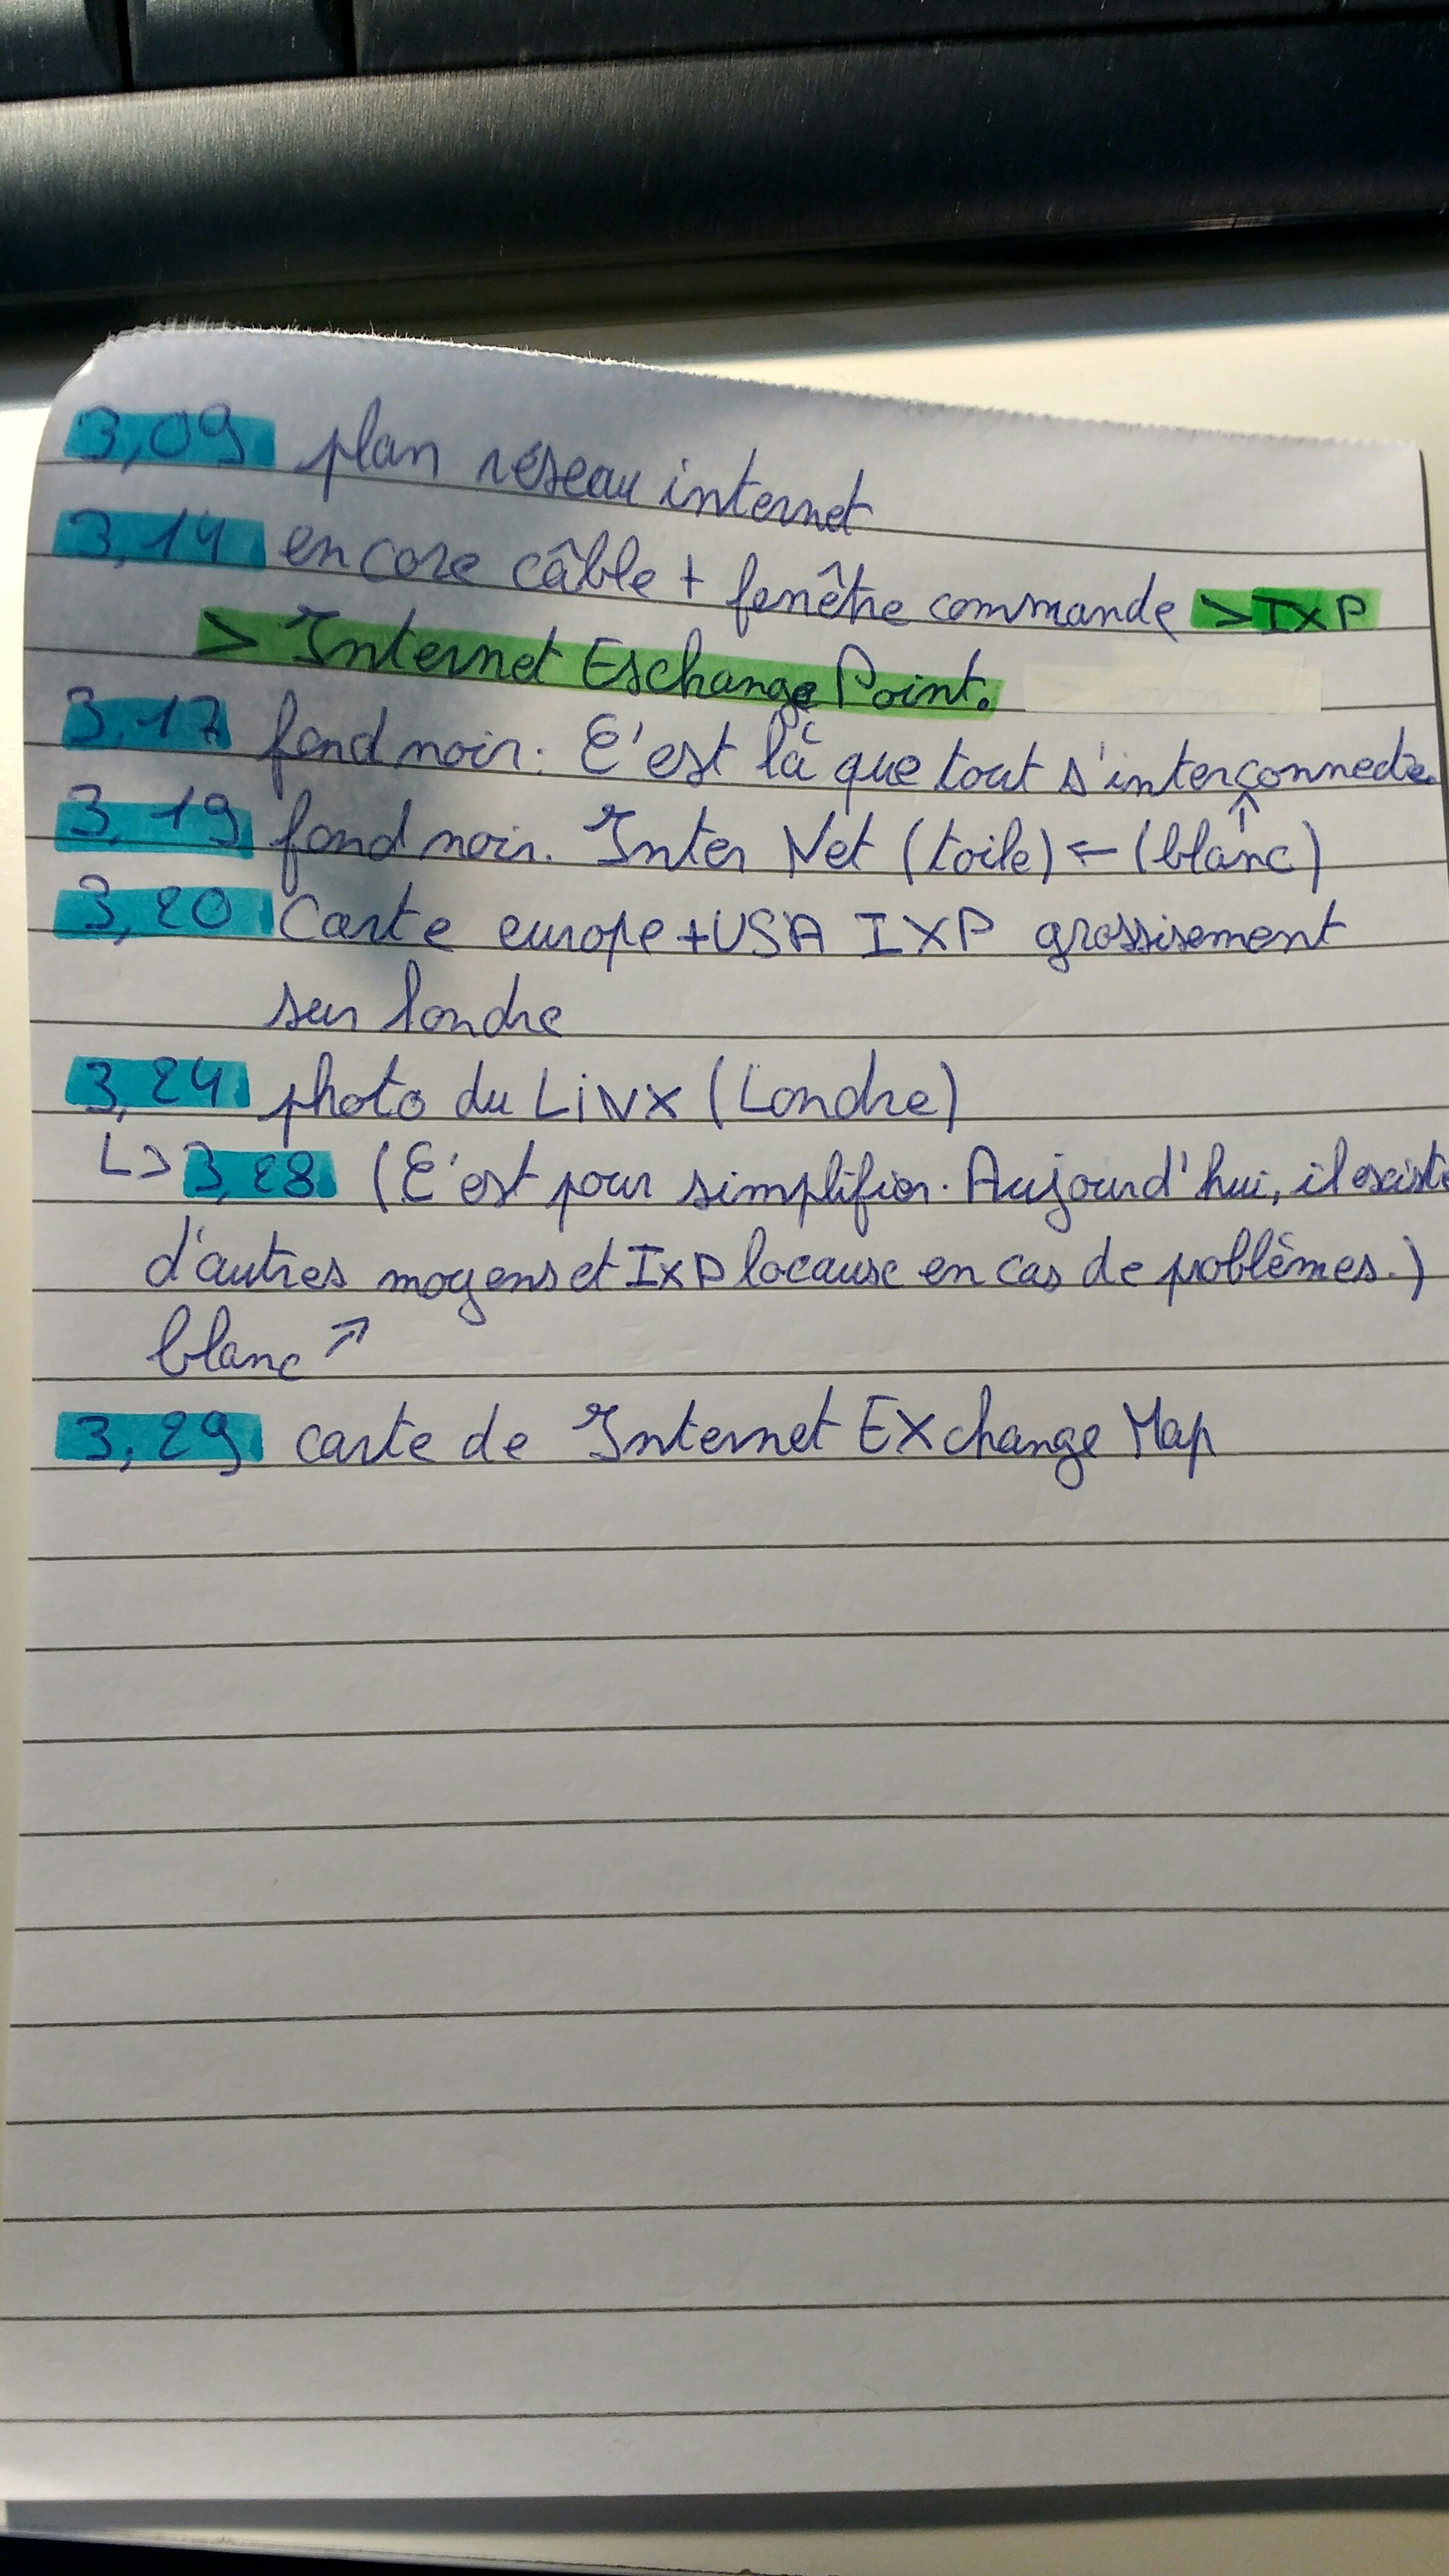 3,09 plan réseau internet
3,14 encore câble + fenêtre commande >IXP
> Internet Exchange Point.
3,17 fond noir. C'est là que tout s'interconnecte.
3,19 fond noir. Inter Net (toile) ← (blanc) ↑
3,20 Carte europe + USA IXP grossisement
sur londre
3,24 photo du LiNX (Londre)
↳ 3,28 (C'est pour simplifier. Aujourd'hui, il existe
d'autres moyens et IXP locaux en cas de problèmes.)
blanc ↗
3,29 carte de Internet EXchange Map